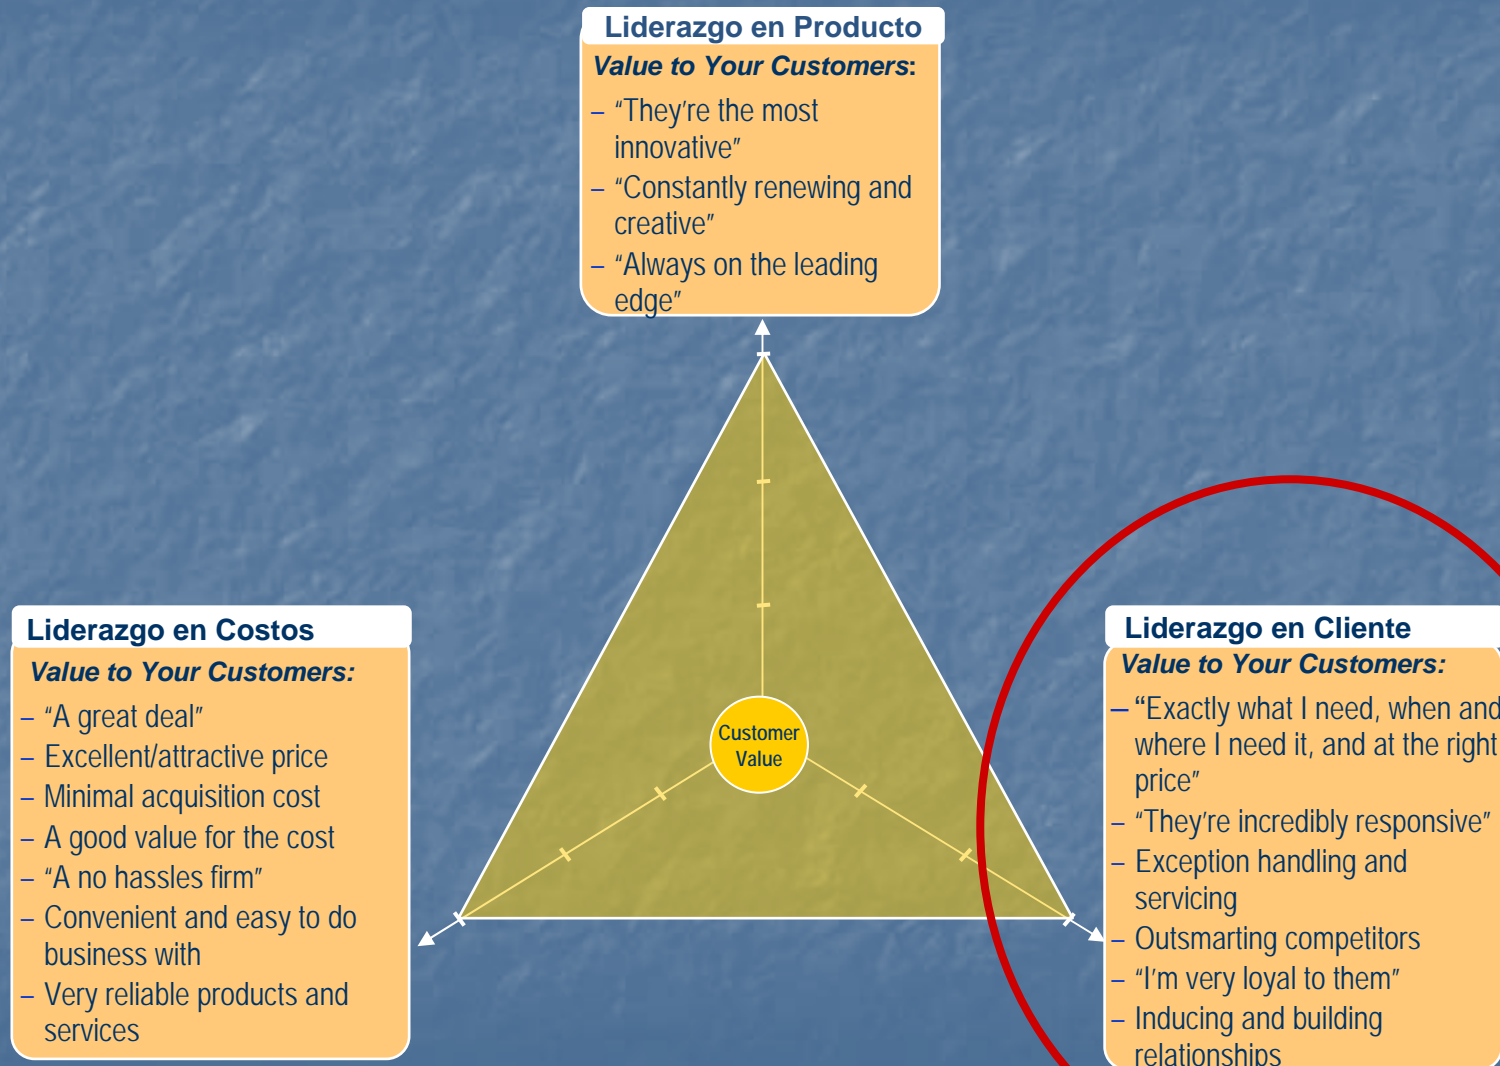 Liderazgo en Producto
Value to Your Customers:
– “They’re the most
innovative”
– “Constantly renewing and
creative”
– “Always on the leading
edge”
Customer
Value
Liderazgo en Costos
Value to Your Customers:
– “A great deal”
– Excellent/attractive price
– Minimal acquisition cost
– A good value for the cost
– “A no hassles firm”
– Convenient and easy to do
business with
– Very reliable products and
services
Liderazgo en Cliente
Value to Your Customers:
– “Exactly what I need, when and
where I need it, and at the right
price”
– “They’re incredibly responsive”
– Exception handling and
servicing
– Outsmarting competitors
– “I’m very loyal to them”
– Inducing and building
relationships